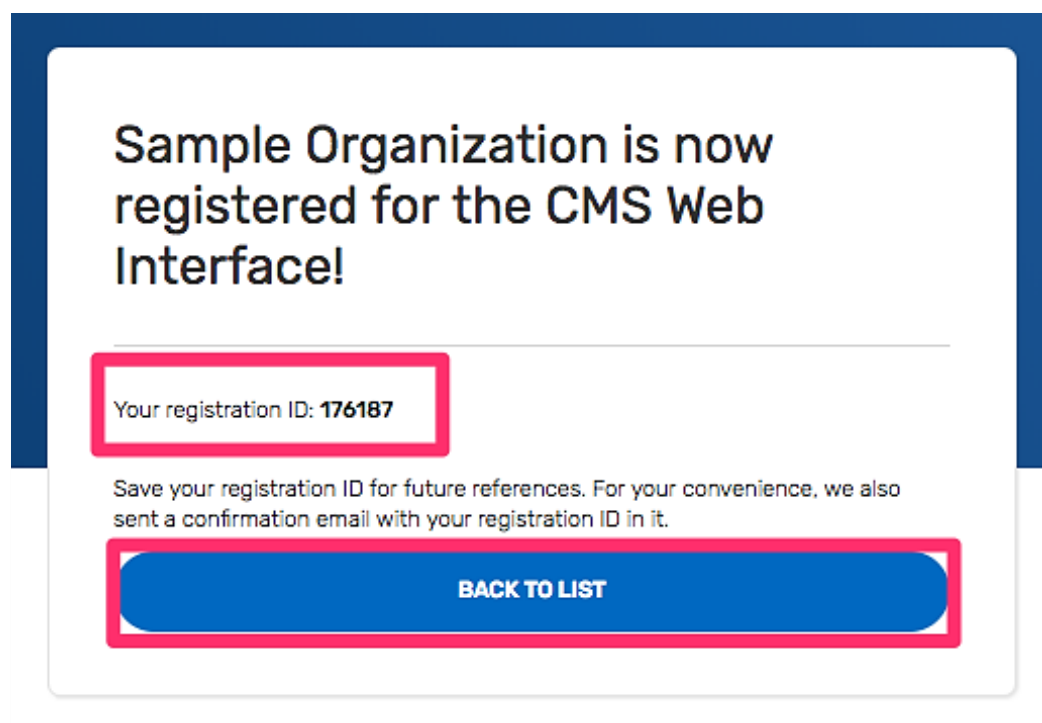 Sample Organization is now
registered for the CMS Web
Interface!
Your registration ID: 176187
Save your registration ID for future references. For your convenience, we also
sent a confirmation email with your registration ID in it.
BACK TO LIST